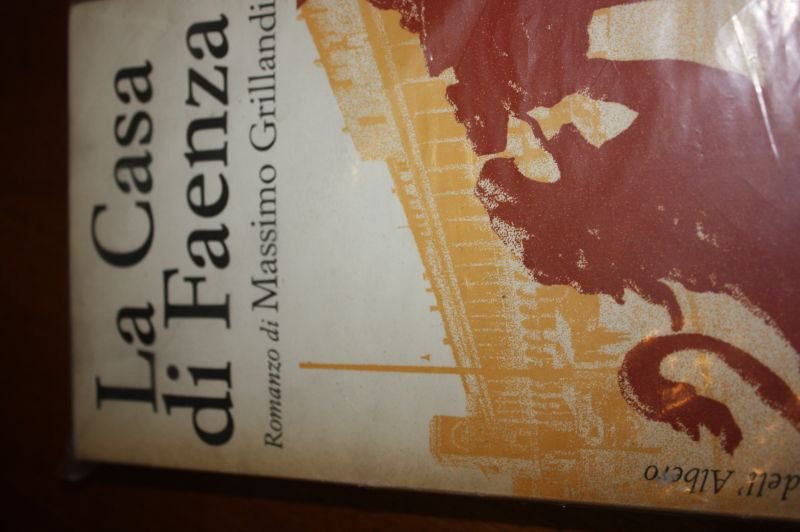 La Casa
di Faenza
Romanzo di Massimo Grillandi
dell' Albero